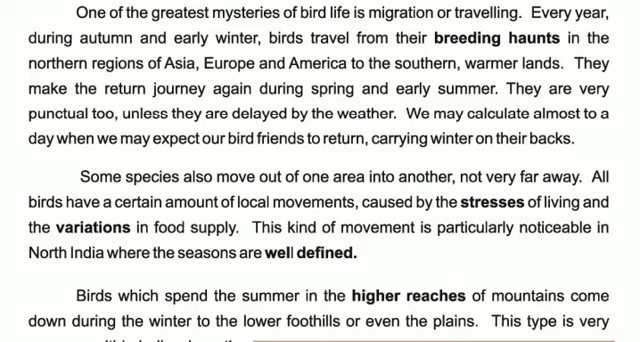 One of the greatest mysteries of bird life is migration or travelling. Every year,
during autumn and early winter, birds travel from their breeding haunts in the
northern regions of Asia, Europe and America to the southern, warmer lands. They
make the return journey again during spring and early summer. They are very
punctual too, unless they are delayed by the weather. We may calculate almost to a
day when we may expect our bird friends to return, carrying winter on their backs.
Some species also move out of one area into another, not very far away. All
birds have a certain amount of local movements, caused by the stresses of living and
the variations in food supply. This kind of movement is particularly noticeable in
North India where the seasons are well defined.
Birds which spend the summer in the higher reaches of mountains come
down during the winter to the lower foothills or even the plains. This type is very